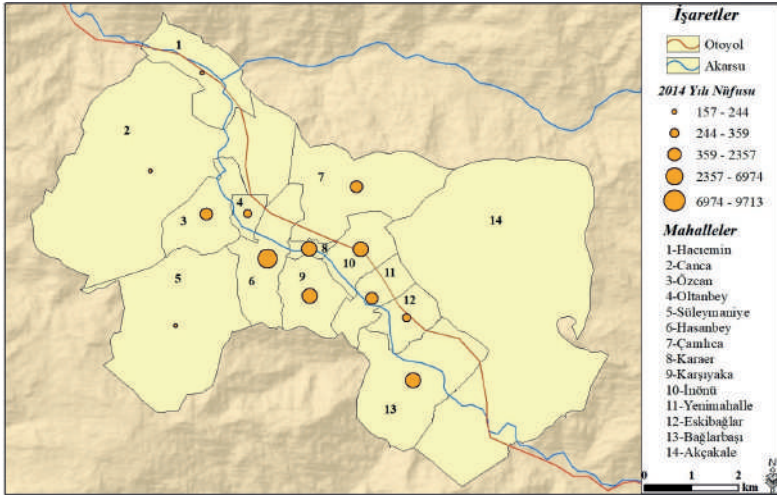 İşaretler
Otoyol
Akarsu
2014 Yılı Nüfusu
157 - 244
244 - 359
359 - 2357
2357 - 6974
6974 - 9713
Mahalleler
1-Hacıemin
2-Canca
3-Özcan
4-Oltanbey
5-Süleymaniye
6-Hasanbey
7-Çamlıca
8-Karaer
9-Karşıyaka
10-İnönü
11-Yenimahalle
12-Eskibağlar
13-Bağlarbaşı
14-Akçakale
0 1 2
km
1
2
7
3
4
14
8
10
11
5
6
9
12
13